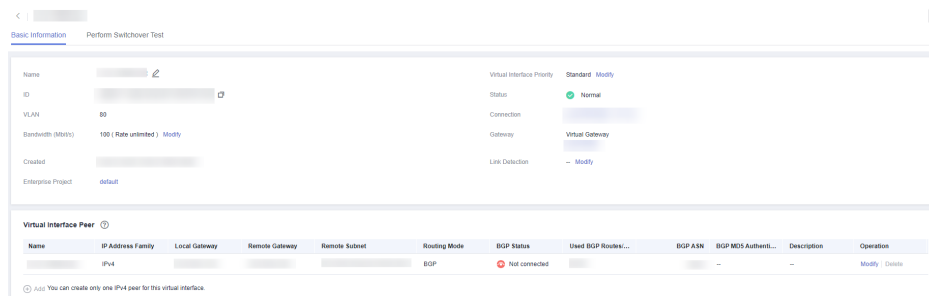 Basic Information Perform Switchover Test
Name Virtual Interface Priority Standard Modify
ID Status Normal
VLAN 80 Connection
Bandwidth (Mbit/s) 100 ( Rate unlimited ) Modify Gateway Virtual Gateway
Created Link Detection -- Modify
Enterprise Project default
Virtual Interface Peer
Name IP Address Family Local Gateway Remote Gateway Remote Subnet Routing Mode BGP Status Used BGP Routes/... BGP ASN BGP MD5 Authenti... Description Operation
IPv4 BGP Not connected -- -- Modify Delete
Add You can create only one IPv4 peer for this virtual interface.